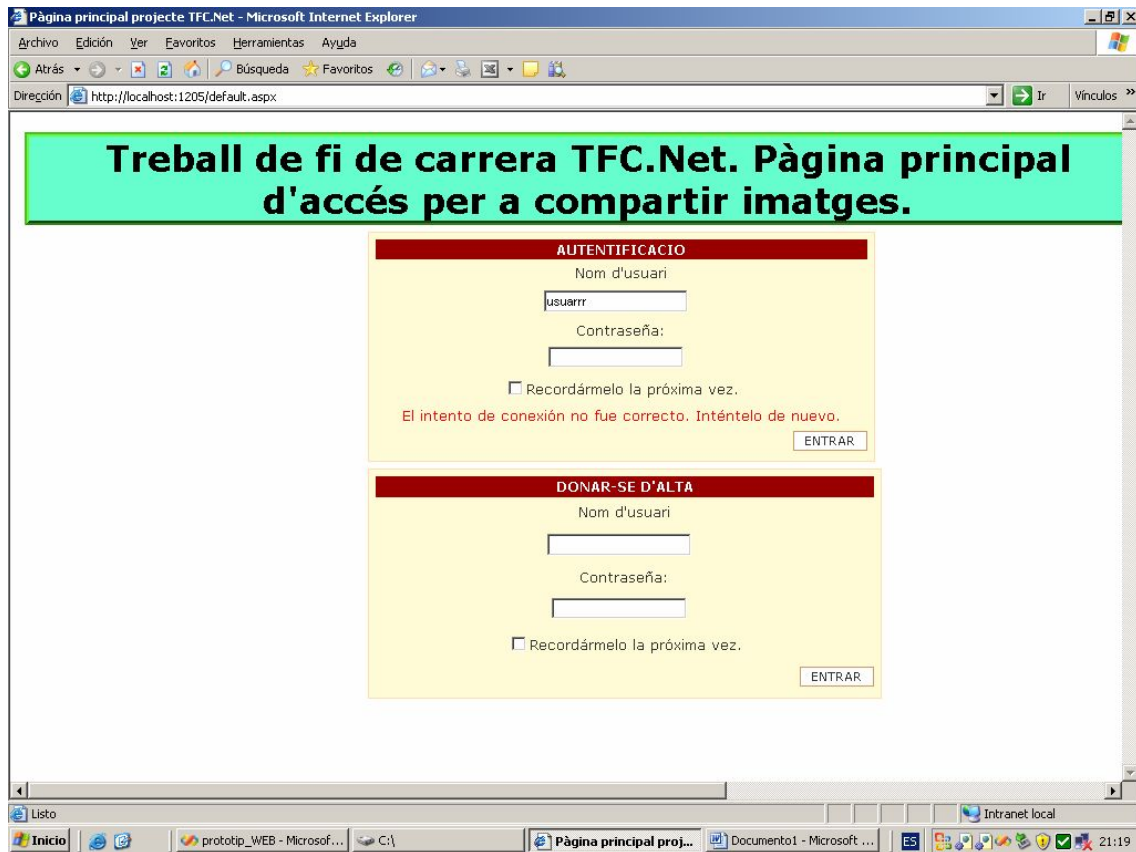 Pàgina principal projecte TFC.Net - Microsoft Internet Explorer
Archivo Edición Ver Favoritos Herramientas Ayuda
Atrás Búsqueda Favoritos
Dirección http://localhost:1205/default.aspx Ir Vínculos »
Treball de fi de carrera TFC.Net. Pàgina principal
d'accés per a compartir imatges.
AUTENTIFICACIO
Nom d'usuari
usuarrr
Contraseña:
Recordármelo la próxima vez.
El intento de conexión no fue correcto. Inténtelo de nuevo.
ENTRAR
DONAR-SE D'ALTA
Nom d'usuari
Contraseña:
Recordármelo la próxima vez.
ENTRAR
Listo Intranet local
Inicio prototip_WEB - Microsof... C:\ Pàgina principal proj... Documento1 - Microsoft ... ES 21:19